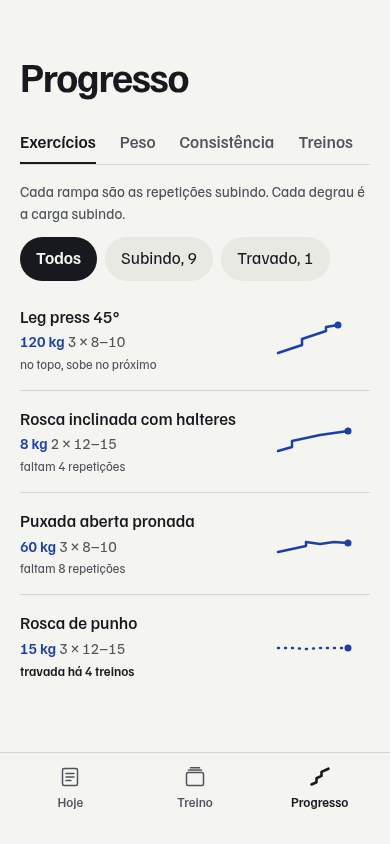 Progresso
Exercícios Peso Consistência Treinos
Cada rampa são as repetições subindo. Cada degrau é
a carga subindo.
Todos Subindo, 9 Travado, 1
Leg press 45°
120 kg 3 × 8–10
no topo, sobe no próximo
Rosca inclinada com halteres
8 kg 2 × 12–15
faltam 4 repetições
Puxada aberta pronada
60 kg 3 × 8–10
faltam 8 repetições
Rosca de punho
15 kg 3 × 12–15
travada há 4 treinos
Hoje Treino Progresso